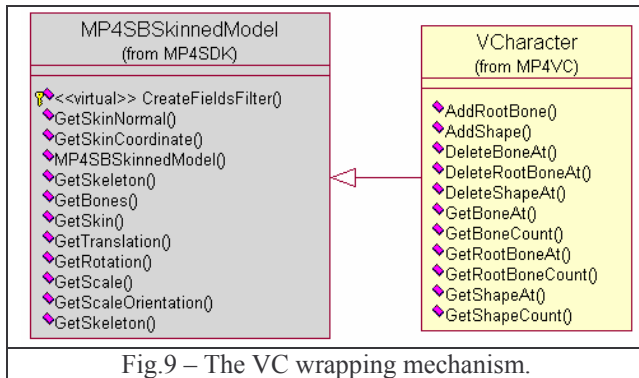 MP4SBSkinnedModel
(from MP4SDK)
<<virtual>> CreateFieldsFilter()
GetSkinNormal()
GetSkinCoordinate()
MP4SBSkinnedModel()
GetSkeleton()
GetBones()
GetSkin()
GetTranslation()
GetRotation()
GetScale()
GetScaleOrientation()
GetSkeleton()
VCharacter
(from MP4VC)
AddRootBone()
AddShape()
DeleteBoneAt()
DeleteRootBoneAt()
DeleteShapeAt()
GetBoneAt()
GetBoneCount()
GetRootBoneAt()
GetRootBoneCount()
GetShapeAt()
GetShapeCount()
Fig.9 – The VC wrapping mechanism.